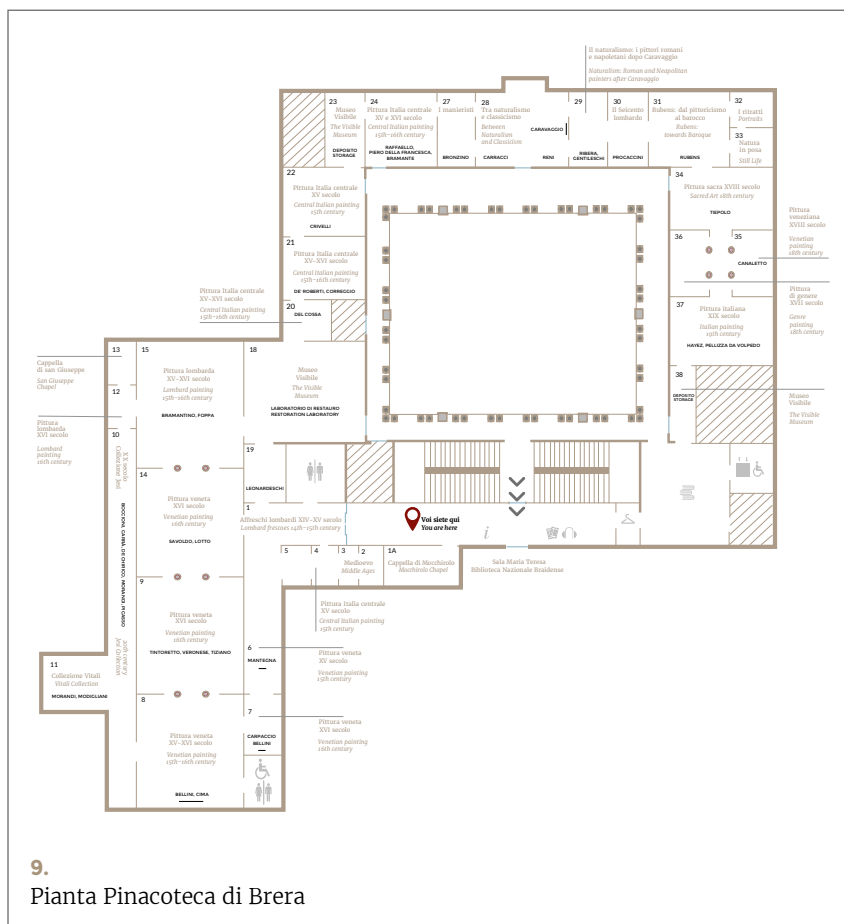 Il naturalismo: i pittori romani
e napoletani dopo Caravaggio
Naturalism: Roman and Neapolitan
painters after Caravaggio
23
Museo
Visibile
The Visible
Museum
DEPOSITO
STORAGE
24
Pittura Italia centrale
XV e XVI secolo
Central Italian painting
15th–16th century
RAFFAELLO,
PIERO DELLA FRANCESCA,
BRAMANTE
27
I manieristi
BRONZINO
28
Tra naturalismo
e classicismo
Between
Naturalism
and Classicism
CARRACCI
CARAVAGGIO
RENI
29
RIBERA,
GENTILESCHI
30
Il Seicento
lombardo
PROCACCINI
31
Rubens: dal pittoricismo
al barocco
Rubens:
towards Baroque
RUBENS
32
I ritratti
Portraits
33
Natura
in posa
Still Life
22
Pittura Italia centrale
XV secolo
Central Italian painting
15th century
CRIVELLI
34
Pittura sacra XVIII secolo
Sacred Art 18th century
TIEPOLO
21
Pittura Italia centrale
XV–XVI secolo
Central Italian painting
15th–16th century
DE' ROBERTI, CORREGGIO
36
35
CANALETTO
Pittura
veneziana
XVIII secolo
Venetian
painting
18th century
Pittura Italia centrale
XV–XVI secolo
Central Italian painting
15th–16th century
20
DEL COSSA
37
Pittura italiana
XIX secolo
Italian painting
19th century
HAYEZ, PELLIZZA DA VOLPEDO
Pittura
di genere
XVII secolo
Genre
painting
18th century
13
Cappella
di san Giuseppe
San Giuseppe
Chapel
12
15
Pittura lombarda
XV–XVI secolo
Lombard painting
15th–16th century
BRAMANTINO, FOPPA
18
Museo
Visibile
The Visible
Museum
LABORATORIO DI RESTAURO
RESTORATION LABORATORY
38
DEPOSITO
STORAGE
Museo
Visibile
The Visible
Museum
Pittura
lombarda
XVI secolo
Lombard
painting
16th century
10
XX secolo
Collezione Jesi
BOCCIONI, CARRÀ, DE CHIRICO, MORANDI, PICASSO
20th century
Jesi Collection
19
LEONARDESCHI
14
Pittura veneta
XVI secolo
Venetian painting
16th century
SAVOLDO, LOTTO
1
Affreschi lombardi XIV–XV secolo
Lombard frescoes 14th–15th century
Voi siete qui
You are here
i
5
4
3
2
Medioevo
Middle Ages
1A
Cappella di Mocchirolo
Mocchirolo Chapel
Sala Maria Teresa
Biblioteca Nazionale Braidense
9
Pittura veneta
XVI secolo
Venetian painting
16th century
TINTORETTO, VERONESE, TIZIANO
Pittura Italia centrale
XV secolo
Central Italian painting
15th century
6
MANTEGNA
Pittura veneta
XV secolo
Venetian painting
15th century
11
Collezione Vitali
Vitali Collection
MORANDI, MODIGLIANI
8
Pittura veneta
XV–XVI secolo
Venetian painting
15th–16th century
BELLINI, CIMA
7
CARPACCIO
BELLINI
Pittura veneta
XVI secolo
Venetian painting
16th century
9.
Pianta Pinacoteca di Brera